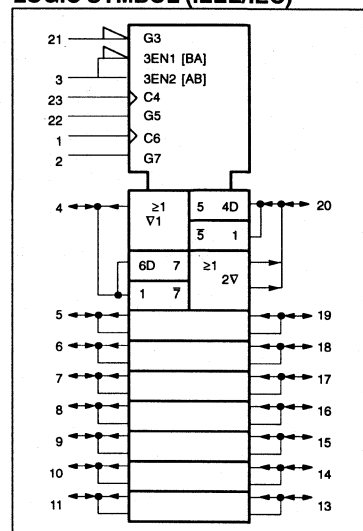 LOGIC SYMBOL (IEEE/IEC)
21 G3
3EN1 [BA]
3 3EN2 [AB]
23 C4
22 G5
1 C6
2 G7
4 ≥1 5 4D 20
∇1
5̅ 1
6D 7 ≥1
2∇
1 7̅
5 19
6 18
7 17
8 16
9 15
10 14
11 13